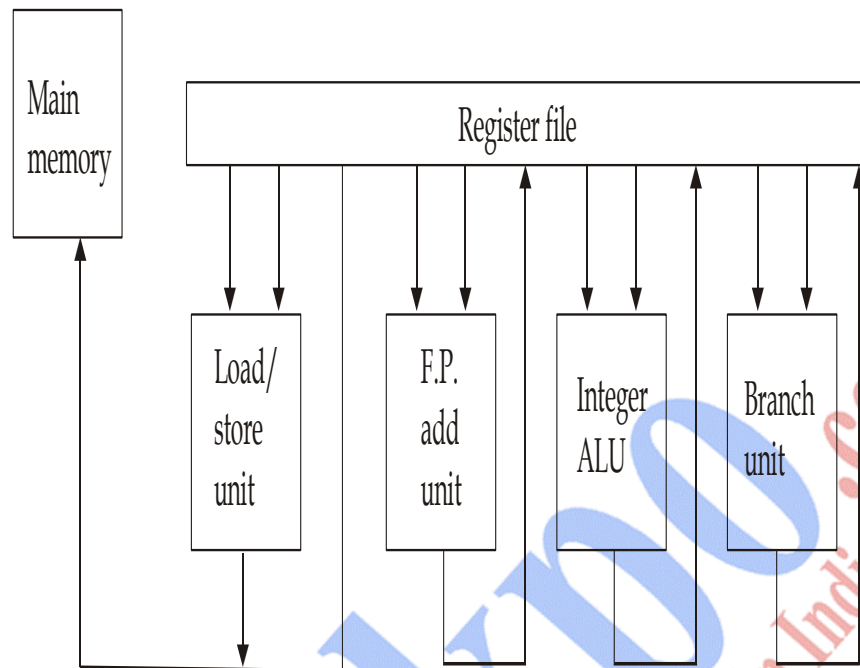 Main
memory
Register file
Load/
store
unit
F.P.
add
unit
Integer
ALU
Branch
unit